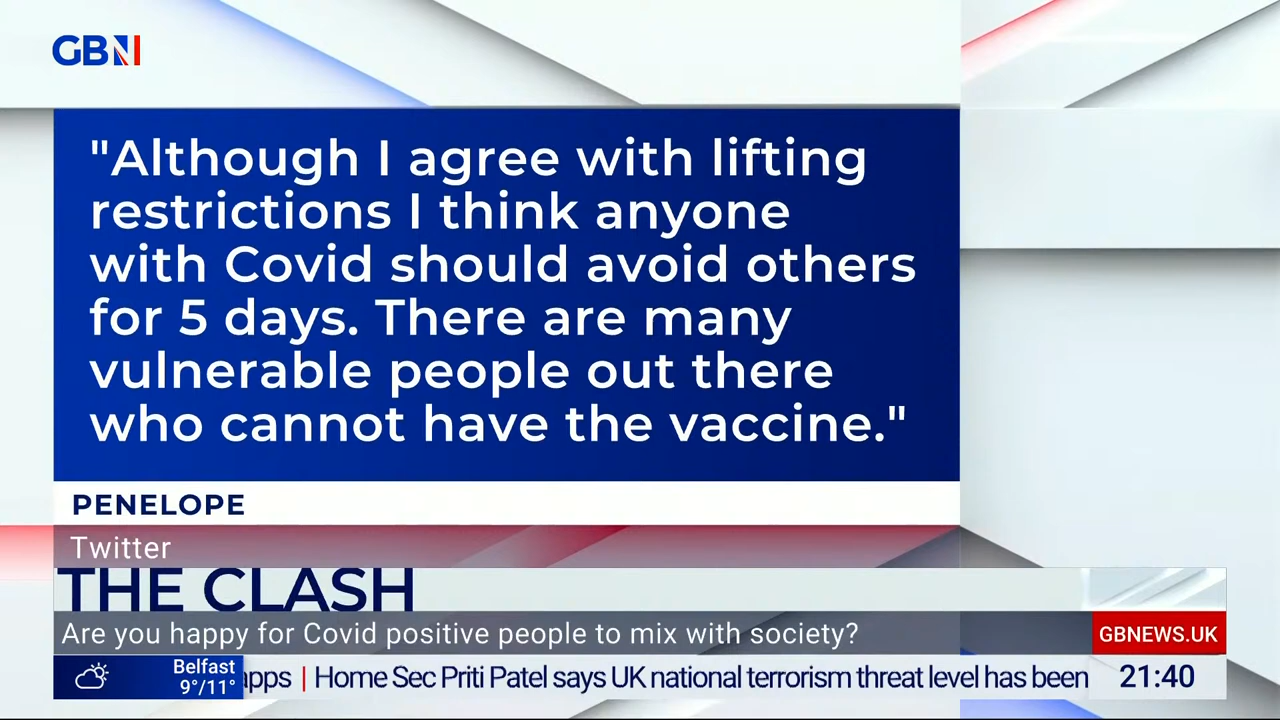 GBN
"Although I agree with lifting
restrictions I think anyone
with Covid should avoid others
for 5 days. There are many
vulnerable people out there
who cannot have the vaccine."
PENELOPE
Twitter
THE CLASH
Are you happy for Covid positive people to mix with society?
GBNEWS.UK
Belfast
9°/11°
apps | Home Sec Priti Patel says UK national terrorism threat level has been
21:40